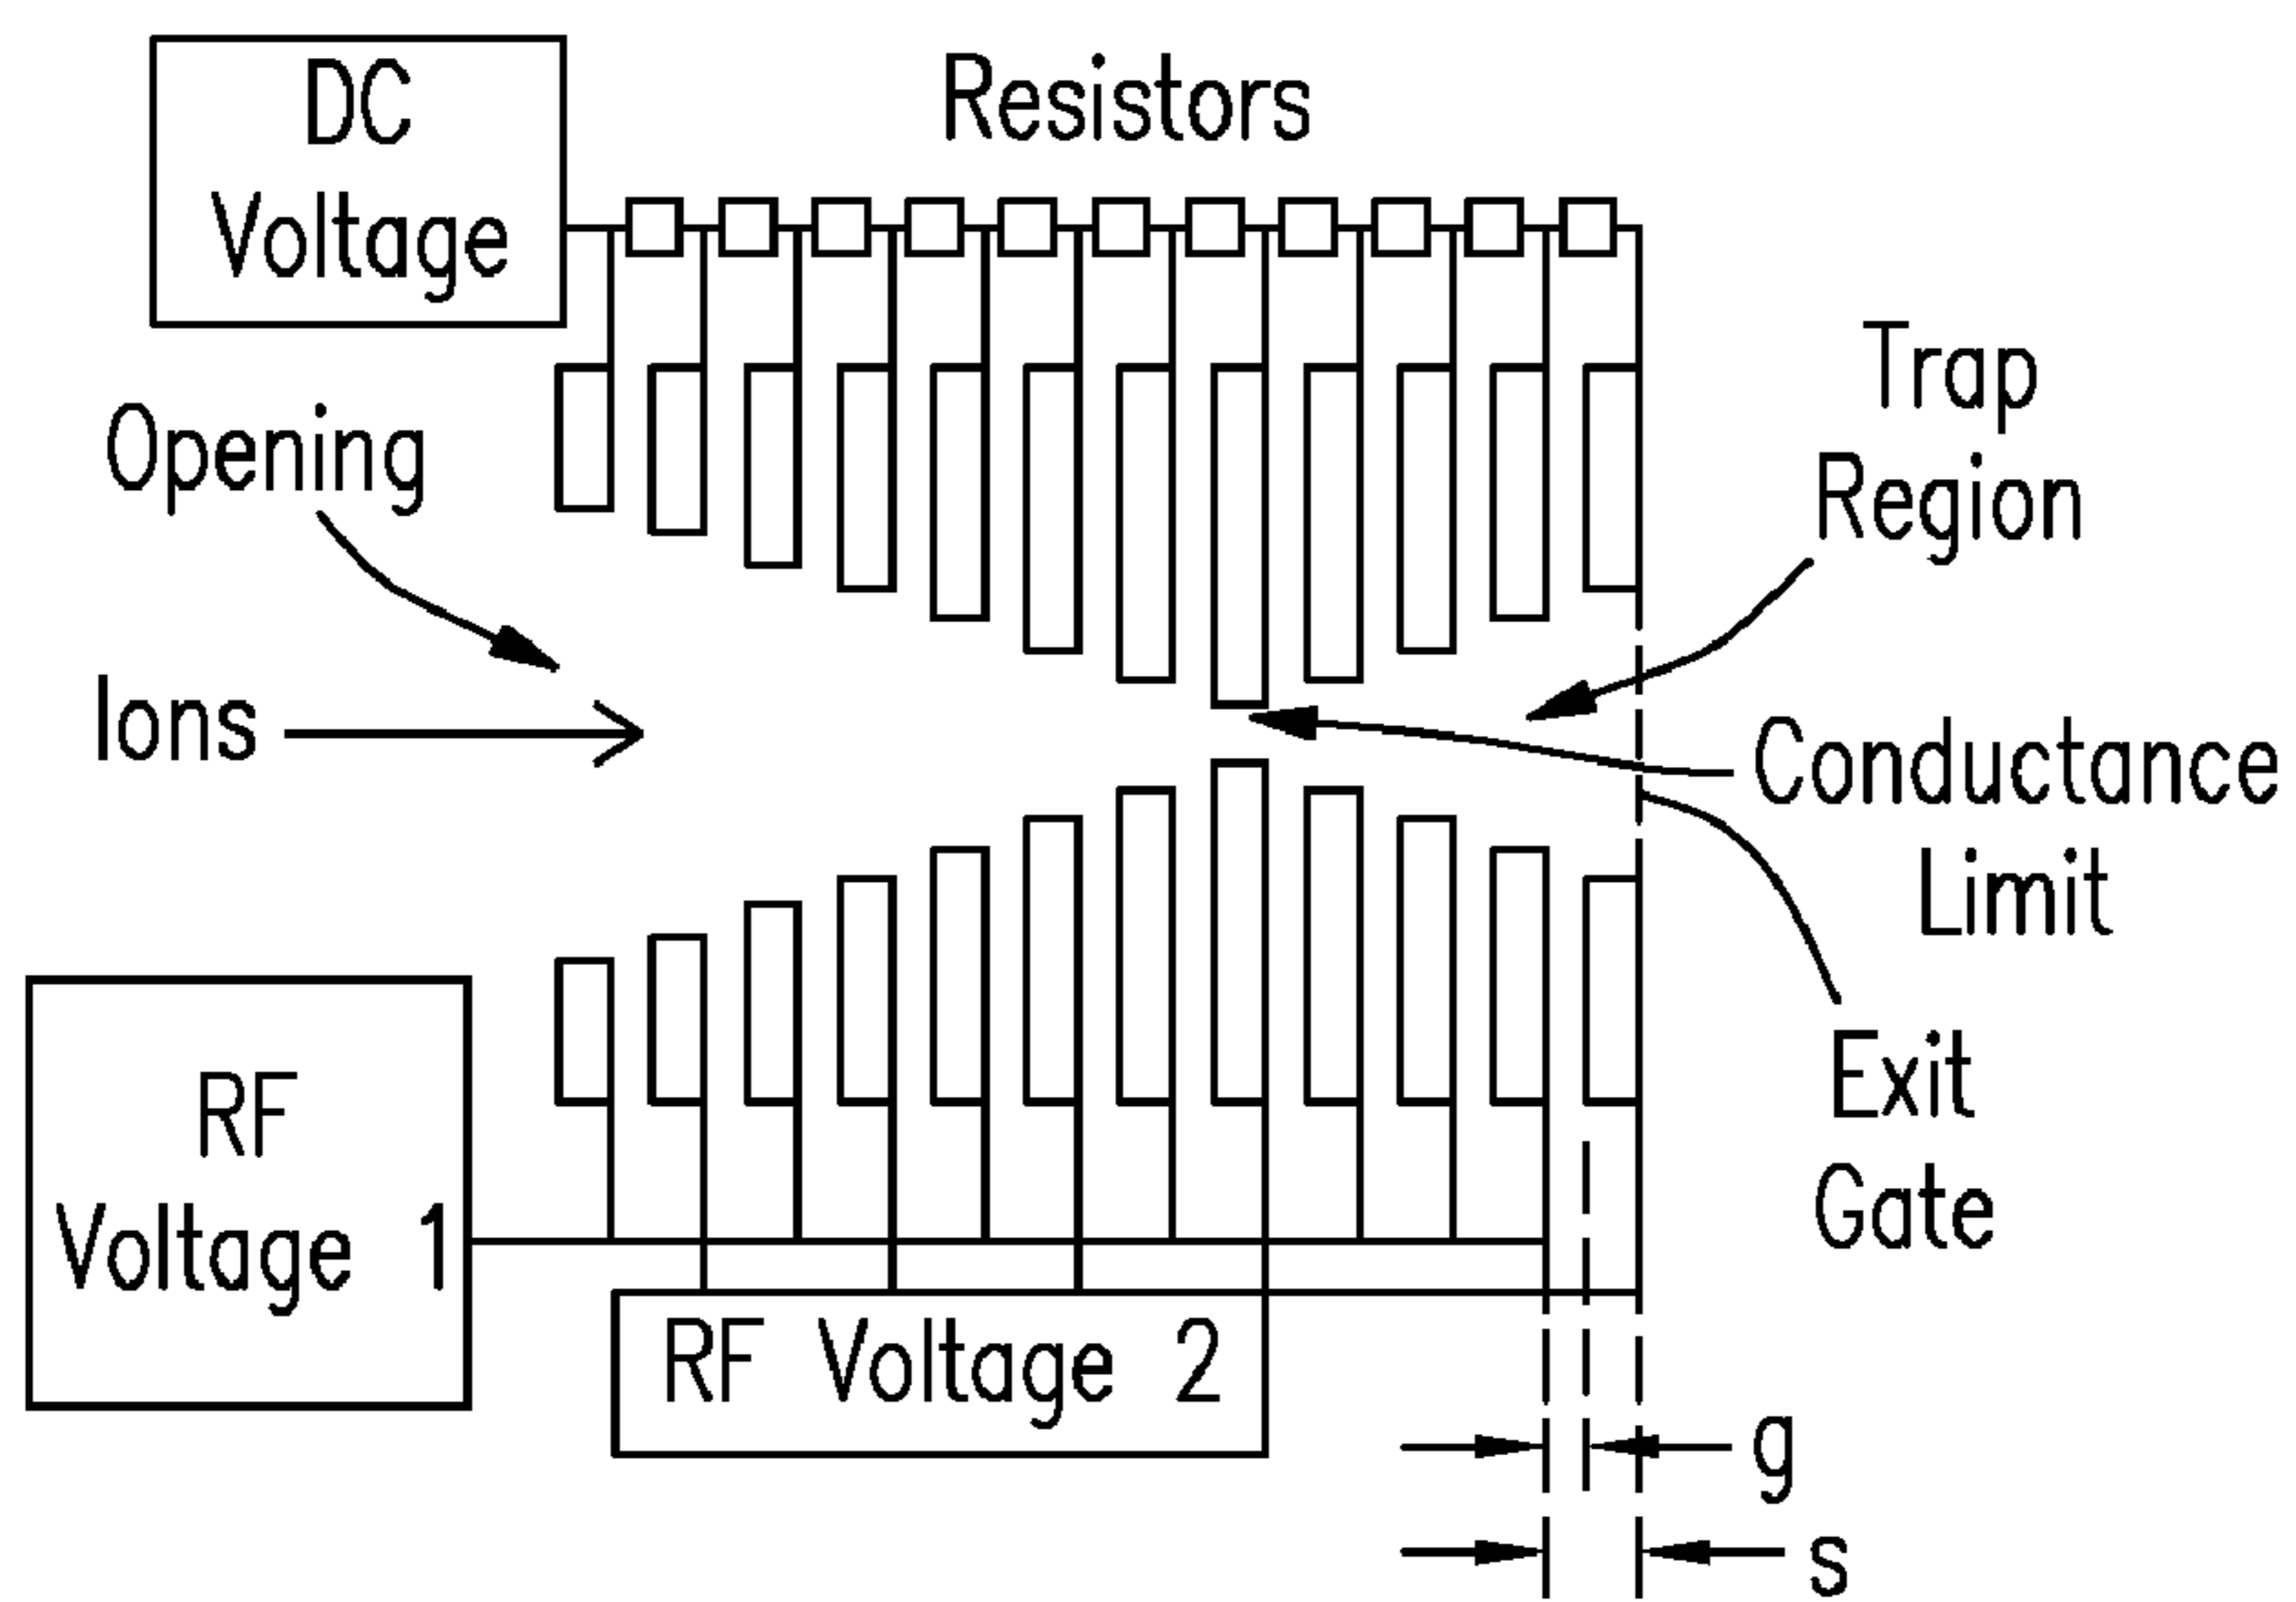 DC
Voltage
Resistors
Opening
Trap
Region
Ions
Conductance
Limit
Exit
Gate
RF
Voltage 1
RF Voltage 2
g
s